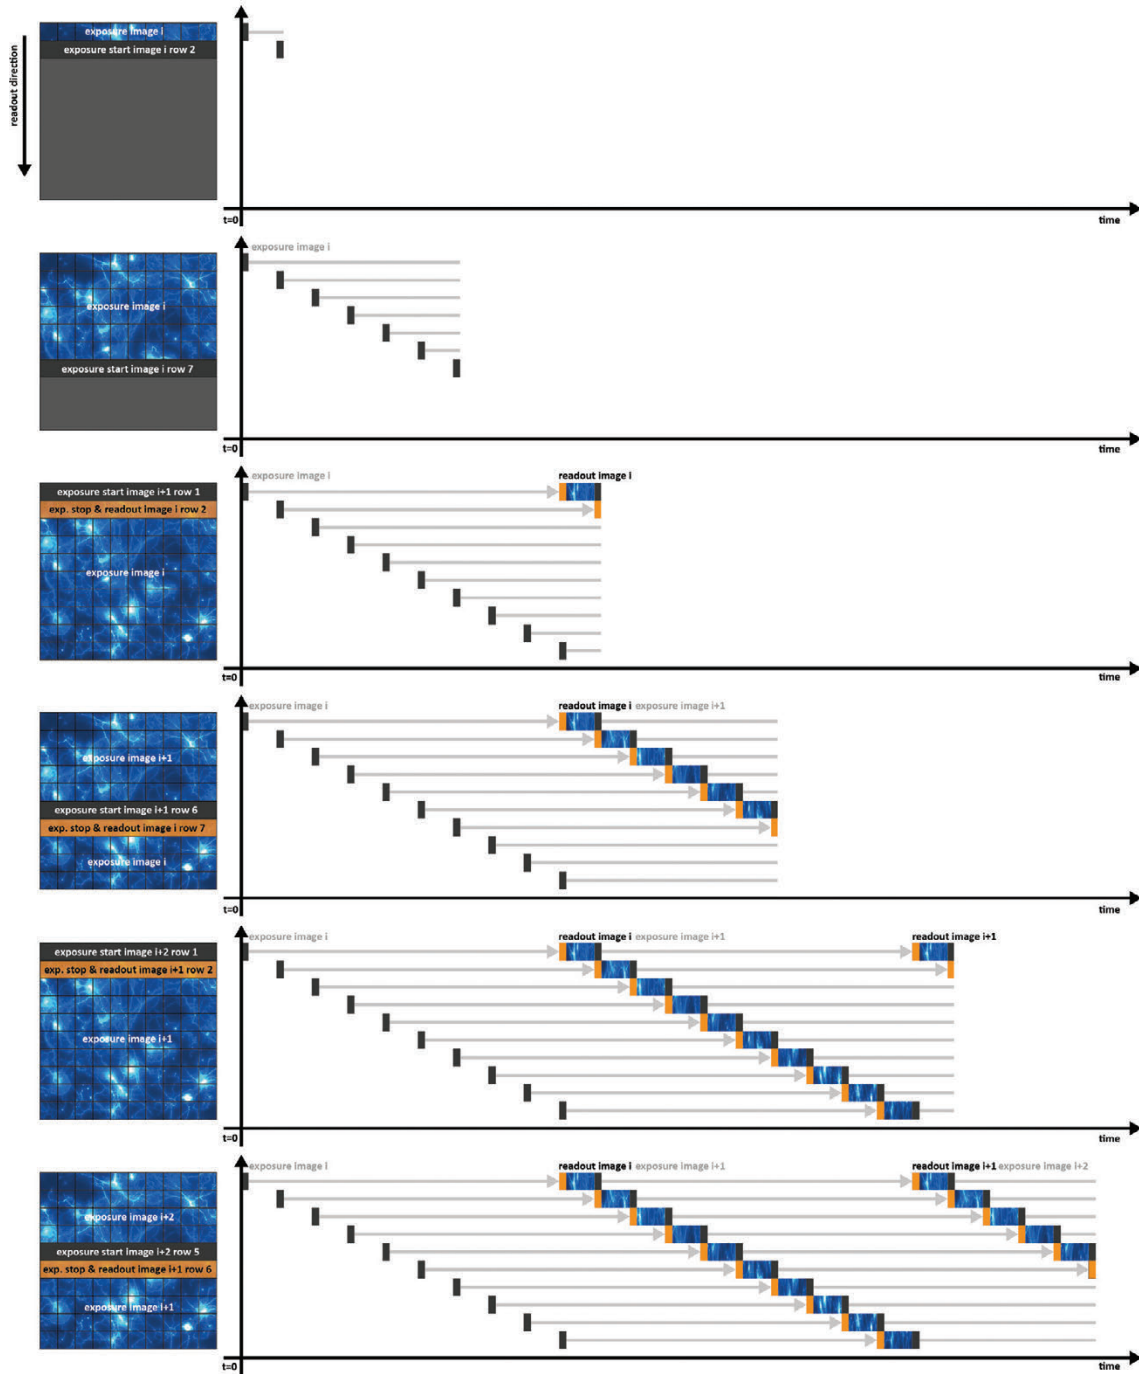 readout direction
exposure image i
exposure start image i row 2
t=0
time
exposure image i
exposure image i
exposure start image i row 7
t=0
time
exposure image i
readout image i
exposure start image i+1 row 1
exp. stop & readout image i row 2
exposure image i
t=0
time
exposure image i
readout image i
exposure image i+1
exposure image i+1
exposure start image i+1 row 6
exp. stop & readout image i row 7
exposure image i
t=0
time
exposure image i
readout image i
exposure image i+1
readout image i+1
exposure start image i+2 row 1
exp. stop & readout image i+1 row 2
exposure image i+1
t=0
time
exposure image i
readout image i
exposure image i+1
readout image i+1
exposure image i+2
exposure image i+2
exposure start image i+2 row 5
exp. stop & readout image i+1 row 6
exposure image i+1
t=0
time